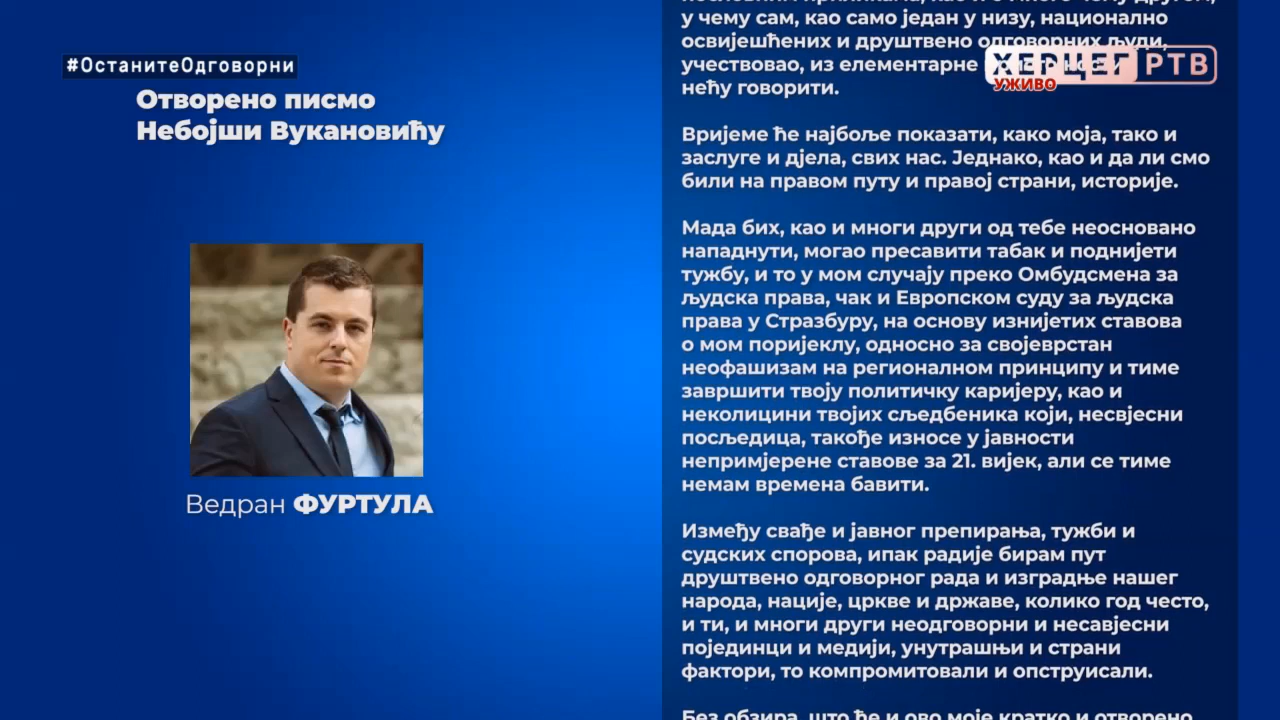 #ОстанитеОдговорни
Отворено писмо
Небојши Вукановићу
Ведран ФУРТУЛА
ХЕРЦЕГ РТВ
УЖИВО
у чему сам, као само један у низу, национално
освијешћених и друштвено одговорних људи,
учествовао, из елементарне
нећу говорити.
Вријеме ће најбоље показати, како моја, тако и
заслуге и дјела, свих нас. Једнако, као и да ли смо
били на правом путу и правој страни, историје.
Мада бих, као и многи други од тебе неосновано
нападнути, могао пресавити табак и поднијети
тужбу, и то у мом случају преко Омбудсмена за
људска права, чак и Европском суду за људска
права у Стразбуру, на основу изнијетих ставова
о мом поријеклу, односно за својеврстан
неофашизам на регионалном принципу и тиме
завршити твоју политичку каријеру, као и
неколицини твојих сљедбеника који, несвјесни
посљедица, такође износе у јавности
непримјерене ставове за 21. вијек, али се тиме
немам времена бавити.
Између свађе и јавног препирања, тужби и
судских спорова, ипак радије бирам пут
друштвено одговорног рада и изградње нашег
народа, нације, цркве и државе, колико год често,
и ти, и многи други неодговорни и несавјесни
појединци и медији, унутрашњи и страни
фактори, то компромитовали и опструисали.
Без обзира, што ће и ово моје кратко и отворено